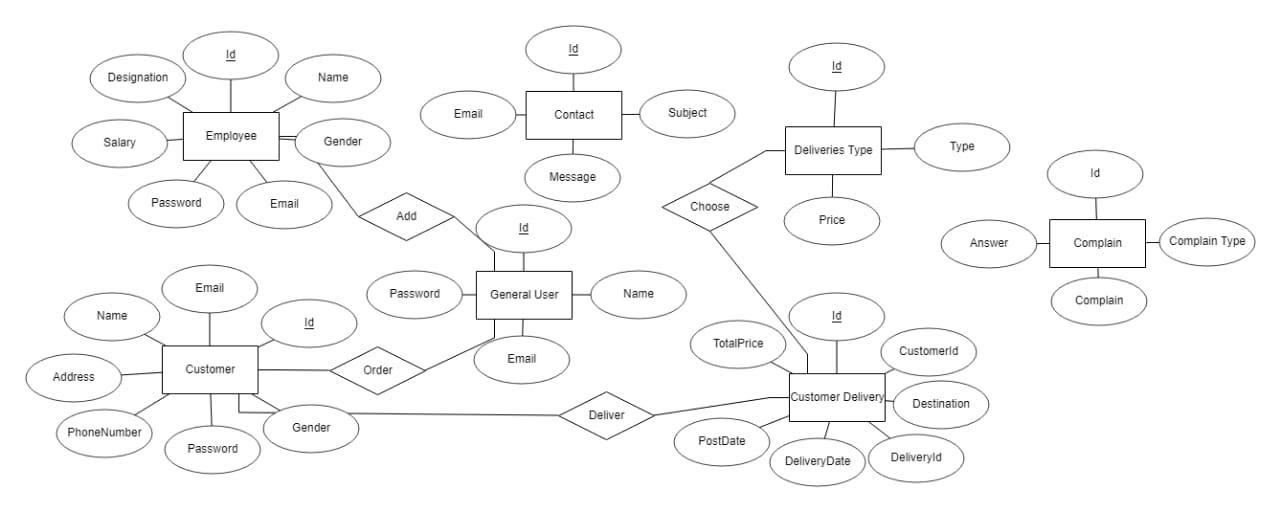 Id
Designation
Name
Employee
Salary
Gender
Password
Email
Id
Email
Contact
Subject
Message
Id
Deliveries Type
Type
Price
Choose
Id
Answer
Complain
Complain Type
Complain
Add
Id
Password
General User
Name
Email
Email
Name
Id
Address
Customer
Order
PhoneNumber
Password
Gender
Deliver
Id
TotalPrice
CustomerId
Customer Delivery
Destination
PostDate
DeliveryDate
DeliveryId